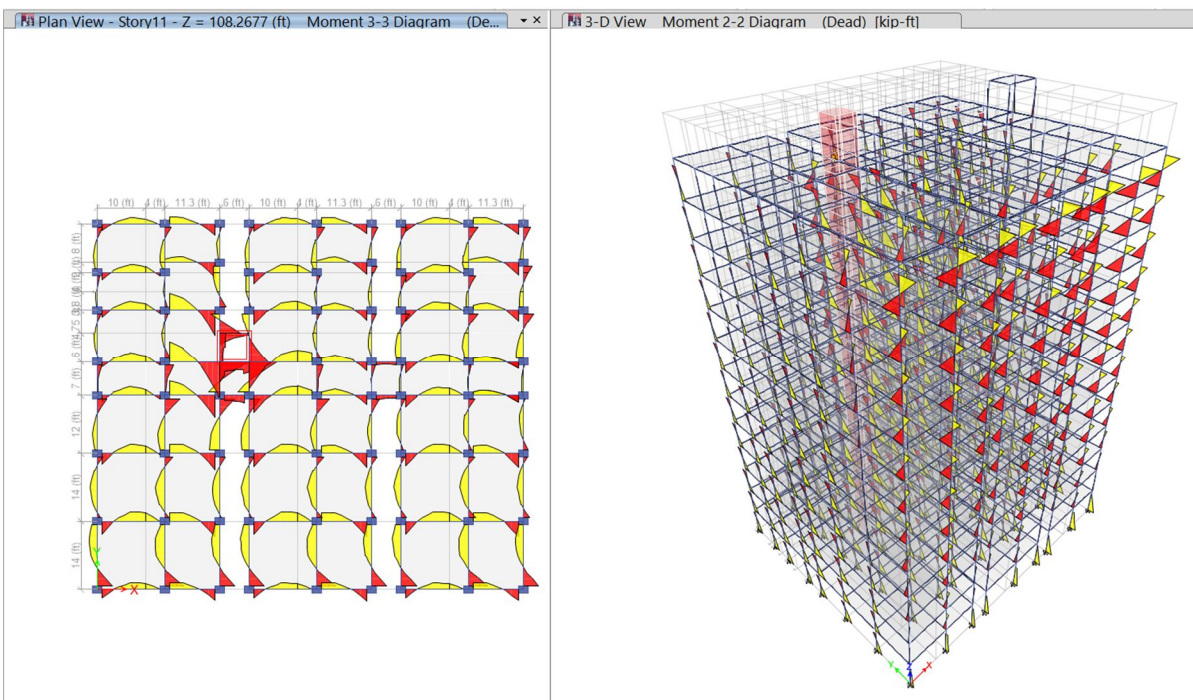 Plan View - Story11 - Z = 108.2677 (ft) Moment 3-3 Diagram (De...
3-D View Moment 2-2 Diagram (Dead) [kip-ft]
10 (ft) 4 (ft) 11.3 (ft) 6 (ft) 10 (ft) 4 (ft) 11.3 (ft) 6 (ft) 10 (ft) 4 (ft) 11.3 (ft)
6 (ft)
7 (ft)
12 (ft)
14 (ft)
14 (ft)
Y
X
Y
Z
X